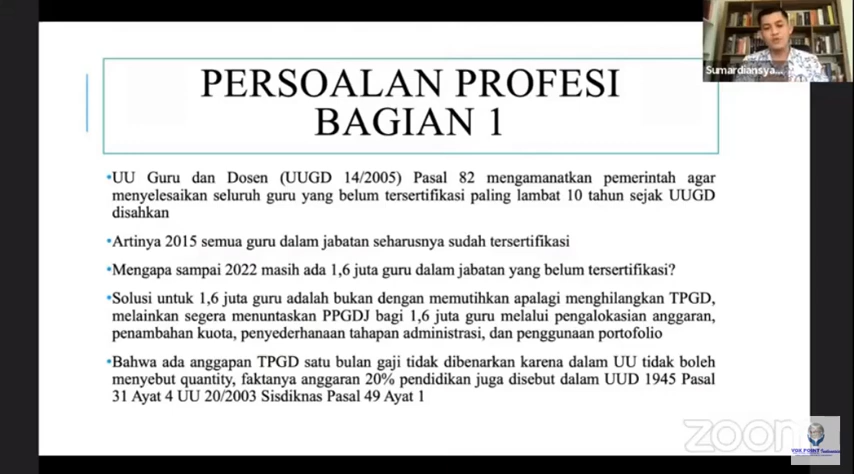 Sumardiansya...
PERSOALAN PROFESI
BAGIAN 1
•UU Guru dan Dosen (UUGD 14/2005) Pasal 82 mengamanatkan pemerintah agar
menyelesaikan seluruh guru yang belum tersertifikasi paling lambat 10 tahun sejak UUGD
disahkan
•Artinya 2015 semua guru dalam jabatan seharusnya sudah tersertifikasi
•Mengapa sampai 2022 masih ada 1,6 juta guru dalam jabatan yang belum tersertifikasi?
•Solusi untuk 1,6 juta guru adalah bukan dengan memutihkan apalagi menghilangkan TPGD,
melainkan segera menuntaskan PPGDJ bagi 1,6 juta guru melalui pengalokasian anggaran,
penambahan kuota, penyederhanaan tahapan administrasi, dan penggunaan portofolio
•Bahwa ada anggapan TPGD satu bulan gaji tidak dibenarkan karena dalam UU tidak boleh
menyebut quantity, faktanya anggaran 20% pendidikan juga disebut dalam UUD 1945 Pasal
31 Ayat 4 UU 20/2003 Sisdiknas Pasal 49 Ayat 1
zoom
POINT